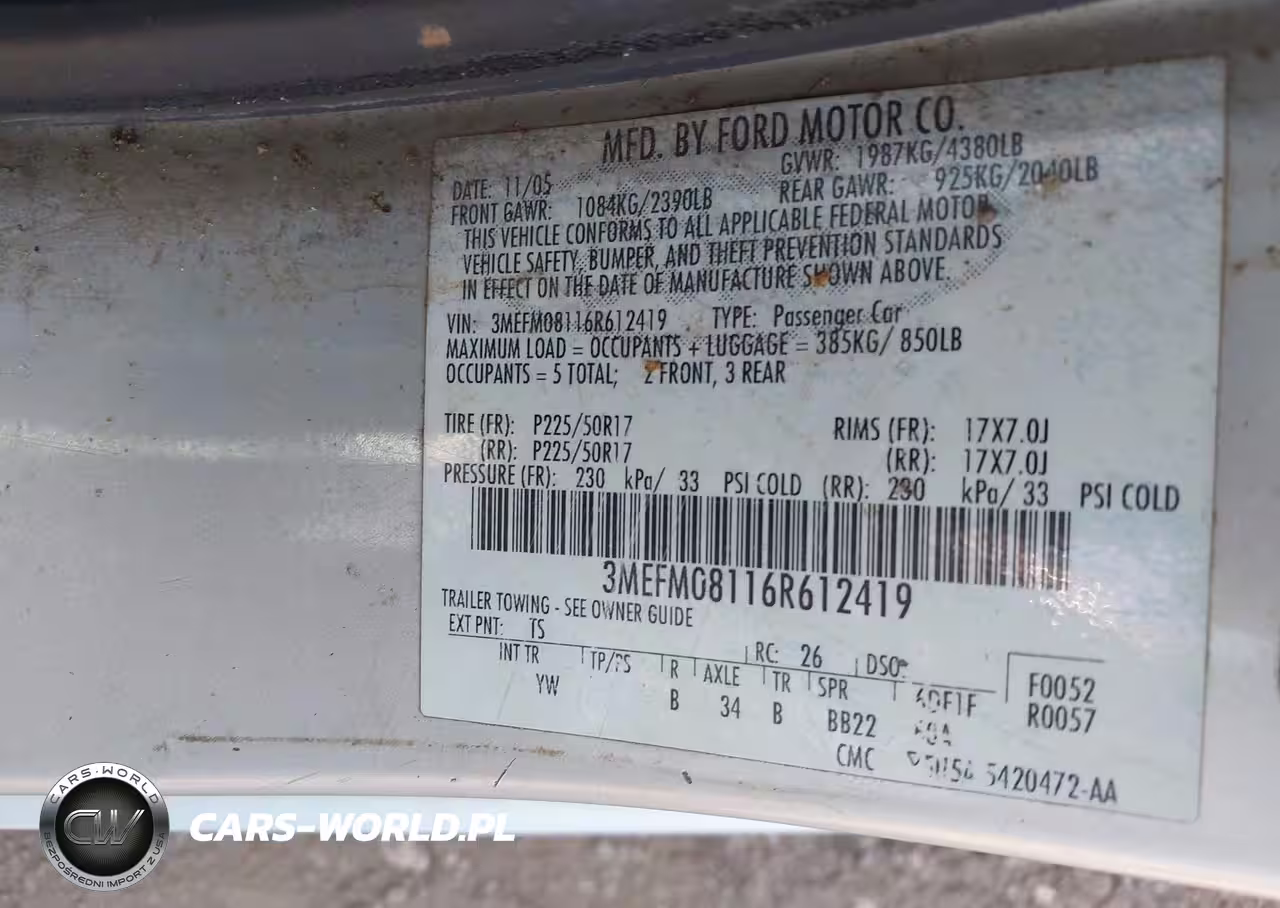 MFD. BY FORD MOTOR CO.
DATE: 11/05 GVWR: 1987KG/4380LB
FRONT GAWR: 1084KG/2390LB REAR GAWR: 925KG/2040LB
THIS VEHICLE CONFORMS TO ALL APPLICABLE FEDERAL MOTOR
VEHICLE SAFETY, BUMPER, AND THEFT PREVENTION STANDARDS
IN EFFECT ON THE DATE OF MANUFACTURE SHOWN ABOVE.
VIN: 3MEFM08116R612419 TYPE: Passenger Car
MAXIMUM LOAD = OCCUPANTS + LUGGAGE = 385KG/ 850LB
OCCUPANTS = 5 TOTAL; 2 FRONT, 3 REAR
TIRE (FR): P225/50R17 RIMS (FR): 17X7.0J
(RR): P225/50R17 (RR): 17X7.0J
PRESSURE (FR): 230 kPa/ 33 PSI COLD (RR): 230 kPa/ 33 PSI COLD
3MEFM08116R612419
TRAILER TOWING - SEE OWNER GUIDE
EXT PNT: TS RC: 26 DSO:
INT TR TP/PS R AXLE TR SPR F0052
YW B 34 B BB22 R0057
CMC 5420472-AA
CARS-WORLD
CW
BEZPOŚREDNI IMPORT Z USA
CARS-WORLD.PL